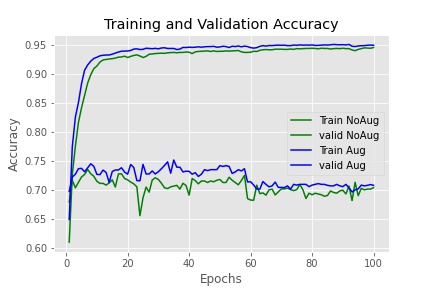 Training and Validation Accuracy
Accuracy
0.95
0.90
0.85
0.80
0.75
0.70
0.65
0.60
Train NoAug
valid NoAug
Train Aug
valid Aug
0 20 40 60 80 100
Epochs